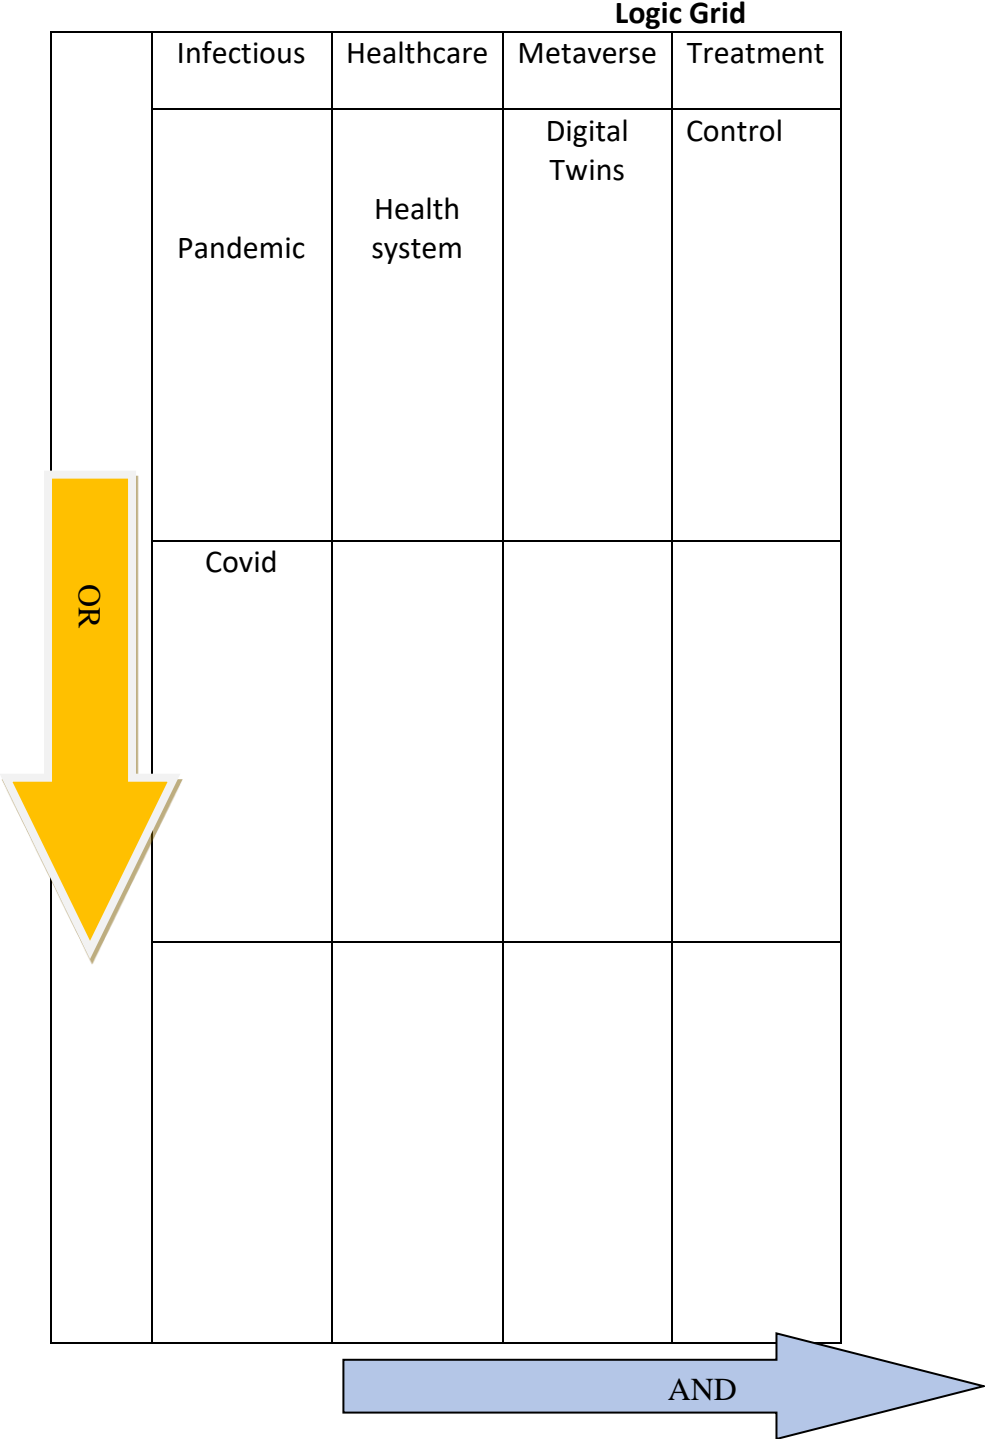 Logic Grid
Infectious Healthcare Metaverse Treatment
Pandemic
Health
system
Digital
Twins
Control
Covid
OR
AND